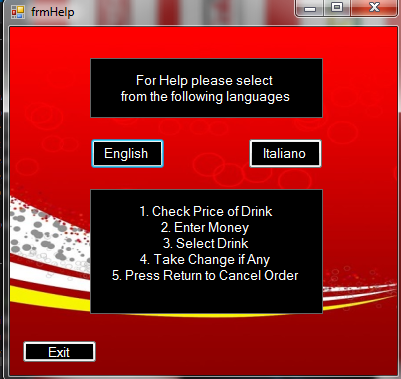 frmHelp
For Help please select
from the following languages
English
Italiano
1. Check Price of Drink
2. Enter Money
3. Select Drink
4. Take Change if Any
5. Press Return to Cancel Order
Exit